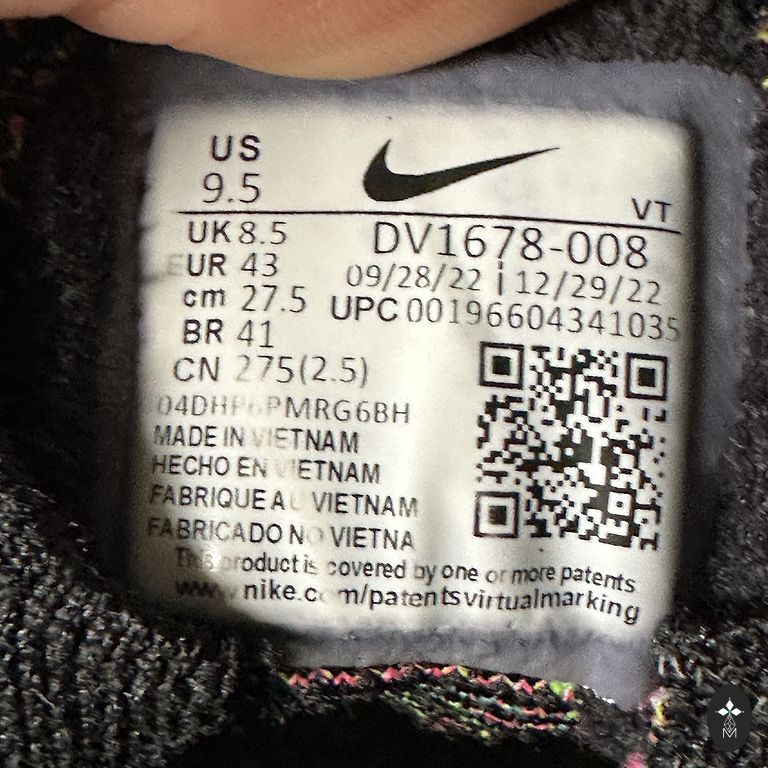 US
9.5
VT
UK 8.5
EUR 43
cm 27.5
BR 41
CN 275(2.5)
DV1678-008
09/28/22 | 12/29/22
UPC 00196604341035
MADE IN VIETNAM
HECHO EN VIETNAM
FABRIQUE A U VIETNAM
FABRICADO NO VIETNA
This product is covered by one or more patents
www.nike.com/patentsvirtualmarking
M